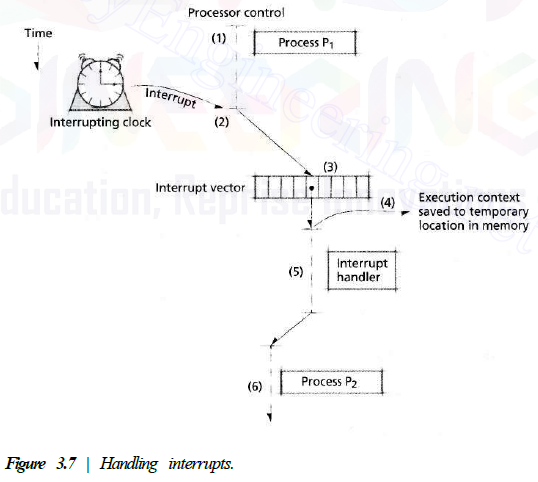 Processor control
Time
(1)
Process P1
Interrupt
(2)
Interrupting clock
(3)
Interrupt vector
(4)
Execution context
saved to temporary
location in memory
(5)
Interrupt
handler
(6)
Process P2
Figure 3.7 | Handling interrupts.